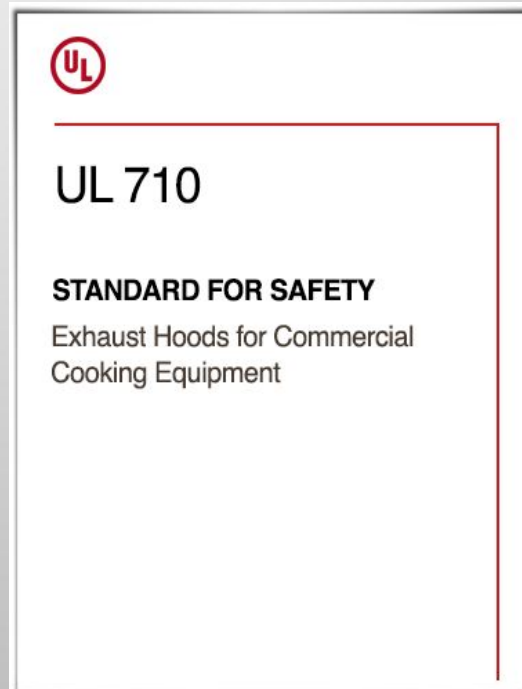 UL
UL 710
STANDARD FOR SAFETY
Exhaust Hoods for Commercial
Cooking Equipment